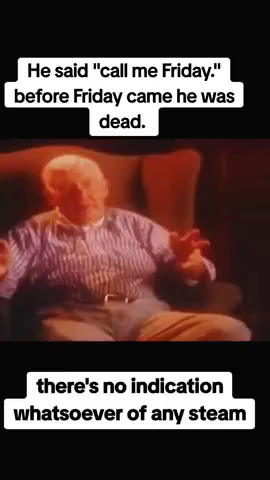 He said "call me Friday."
before Friday came he was
dead.
there's no indication
whatsoever of any steam